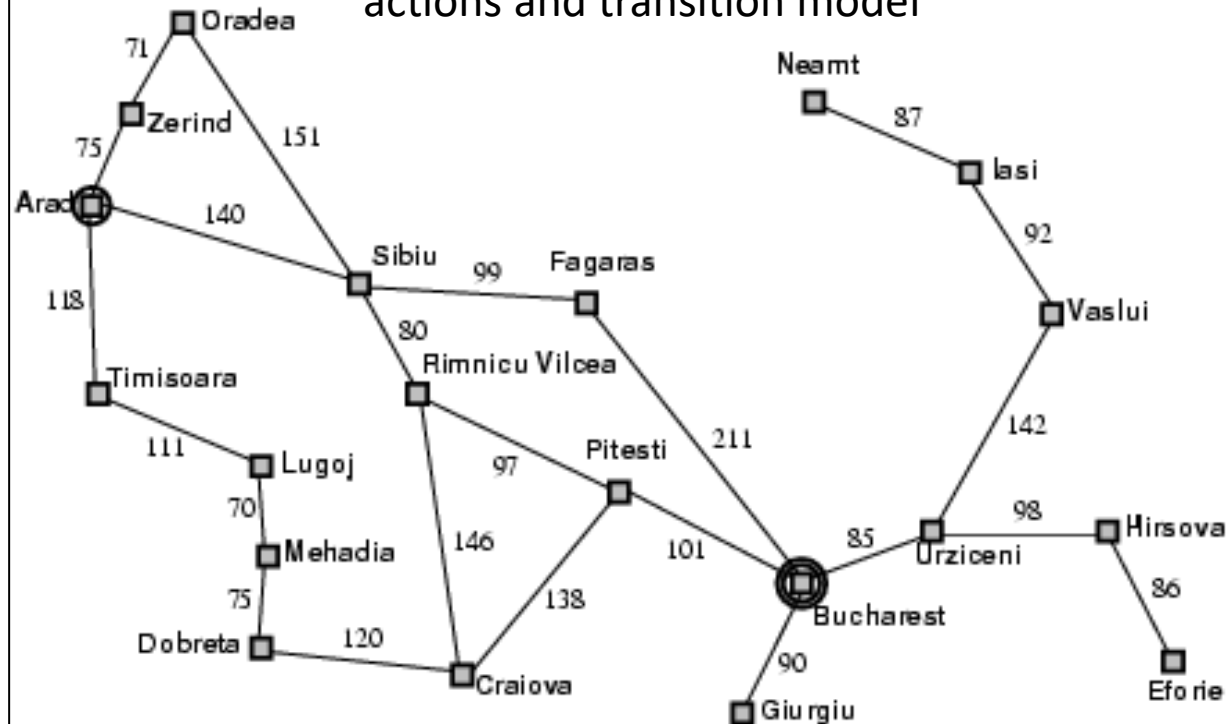 actions and transition model
Oradea
71
Neamt
87
Zerind
151
75
Iasi
Arad
140
92
Sibiu
99
Fagaras
118
80
Vaslui
Rimnicu Vilcea
Timisoara
142
111
211
Pitesti
Lugoj
97
70
98
Hirsova
146
101
85
Urziceni
Mehadia
86
75
138
Bucharest
Dobreta
120
90
Craiova
Eforie
Giurgiu